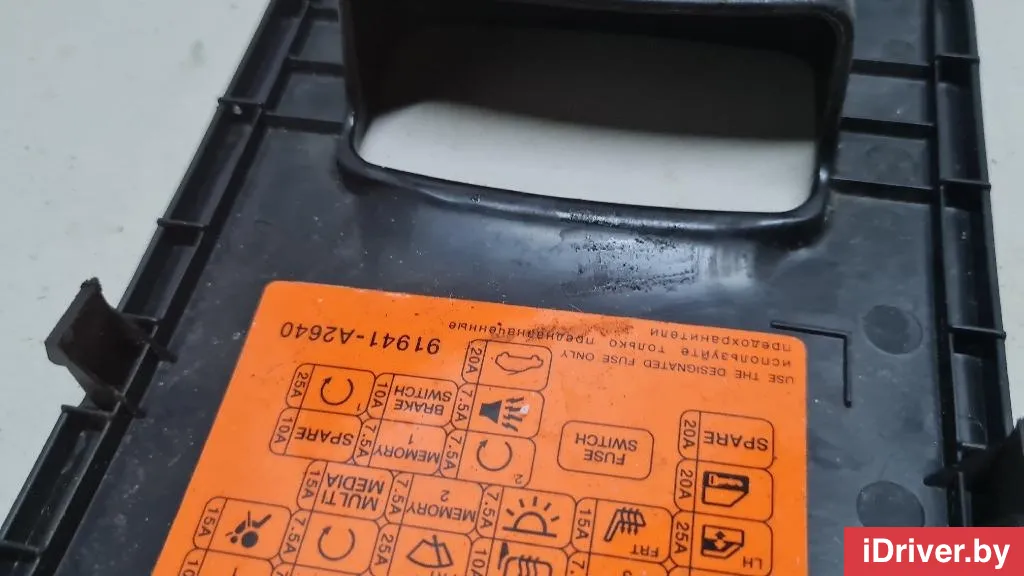 LH 25A
FRT 15A
10A
25A
7.5A
15A
20A
7.5A
MEMORY 2 7.5A
MULTI
MEDIA 15A
SPARE 20A
FUSE
SWITCH
2 7.5A
MEMORY 1 7.5A
SPARE 10A
7.5A
BRAKE
SWITCH 10A
25A
20A
USE THE DESIGNATED FUSE ONLY
используйте только предназначенные
предохранители
91941-A2640
iDriver.by